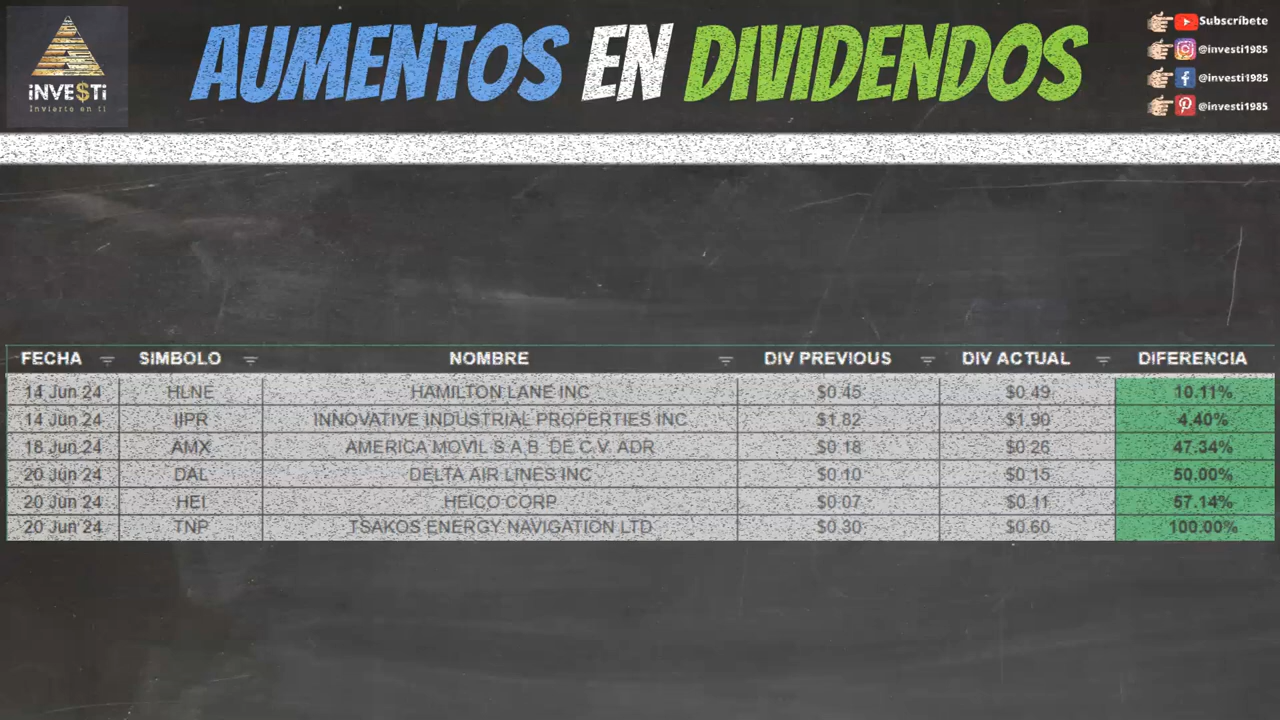 iNVE$Ti
Invierto en ti
AUMENTOS EN DIVIDENDOS
Subscríbete
@investi1985
@investi1985
@investi1985
FECHA SIMBOLO NOMBRE DIV PREVIOUS DIV ACTUAL DIFERENCIA
14 Jun 24 HLNE HAMILTON LANE INC $0.45 $0.49 10.11%
14 Jun 24 IIPR INNOVATIVE INDUSTRIAL PROPERTIES INC $1.82 $1.90 4.40%
18 Jun 24 AMX AMERICA MOVIL S.A.B. DE C.V. ADR $0.18 $0.26 47.34%
20 Jun 24 DAL DELTA AIR LINES INC $0.10 $0.15 50.00%
20 Jun 24 HEI HEICO CORP $0.07 $0.11 57.14%
20 Jun 24 TNP TSAKOS ENERGY NAVIGATION LTD $0.30 $0.60 100.00%